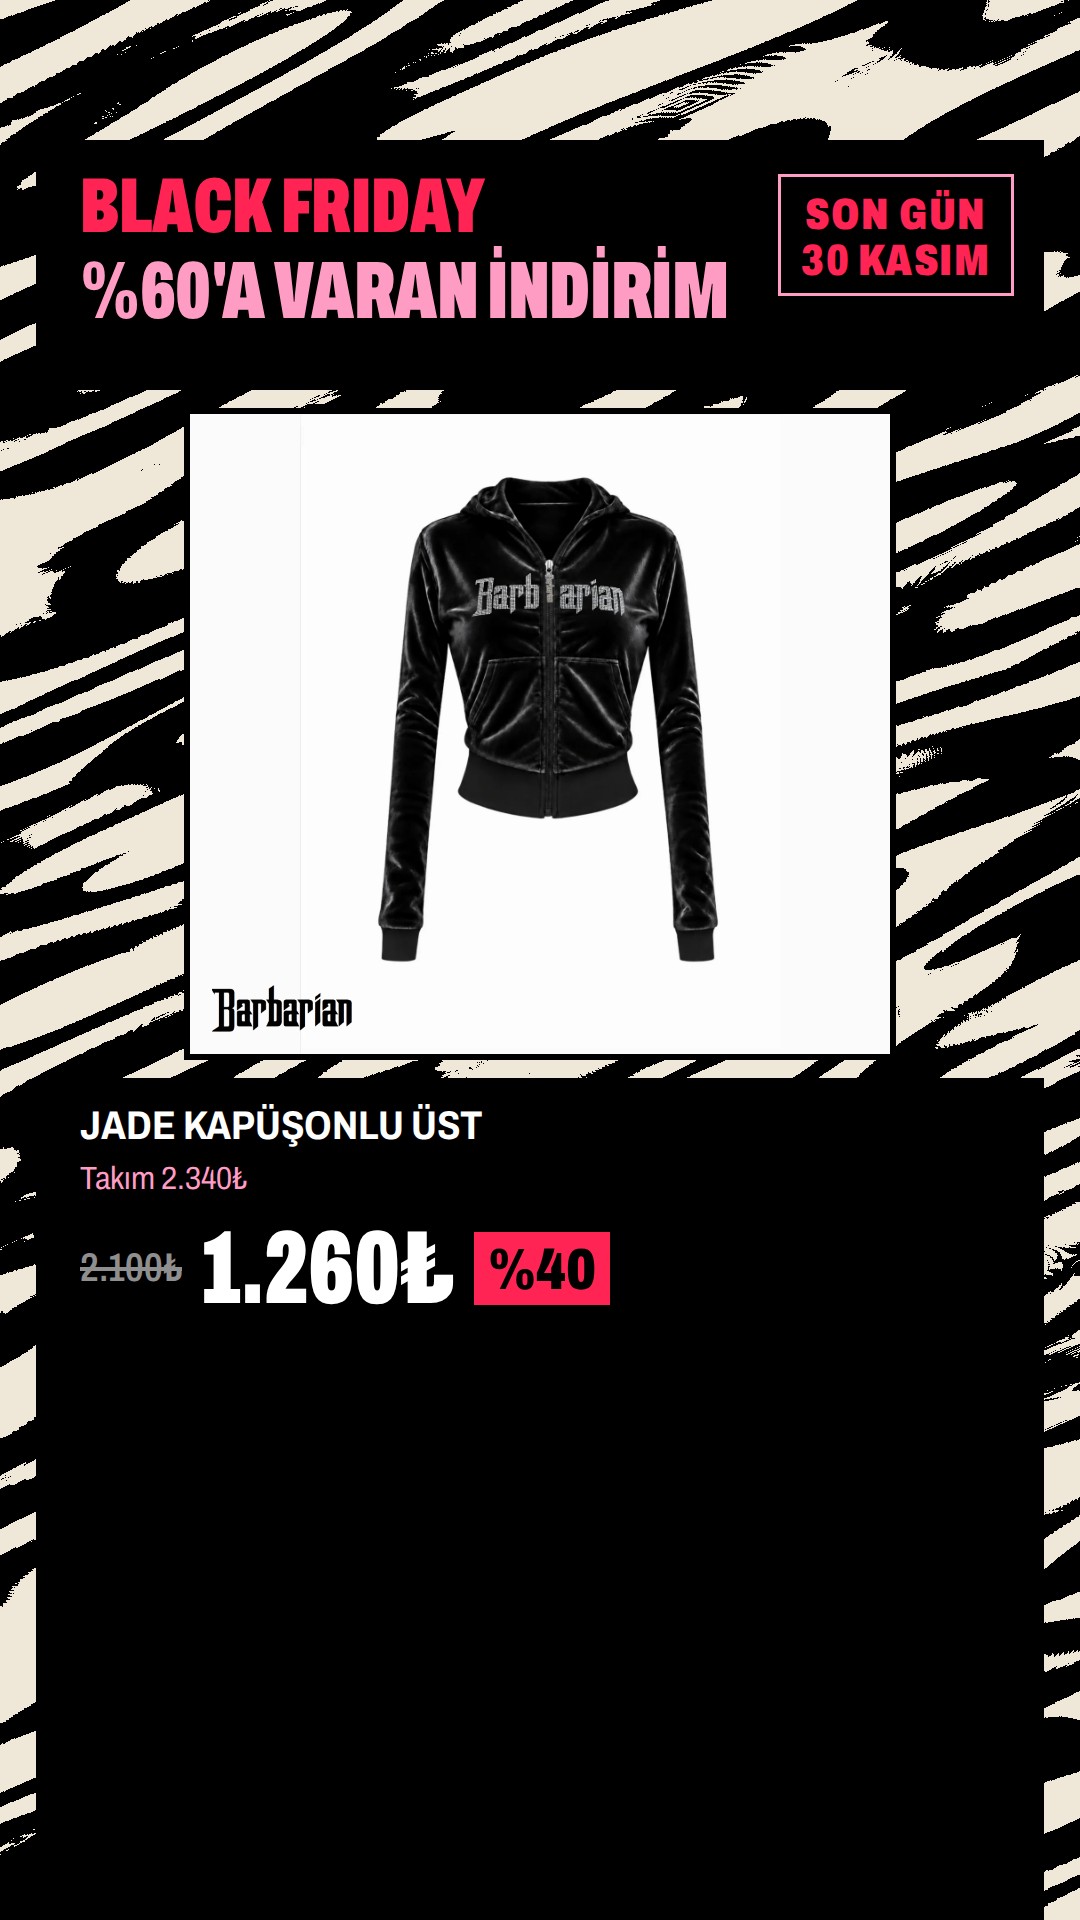 BLACK FRIDAY
%60'A VARAN İNDİRİM
SON GÜN
30 KASIM
Barbarian
Barbarian
JADE KAPÜŞONLU ÜST
Takım 2.340₺
2.100₺ 1.260₺ %40